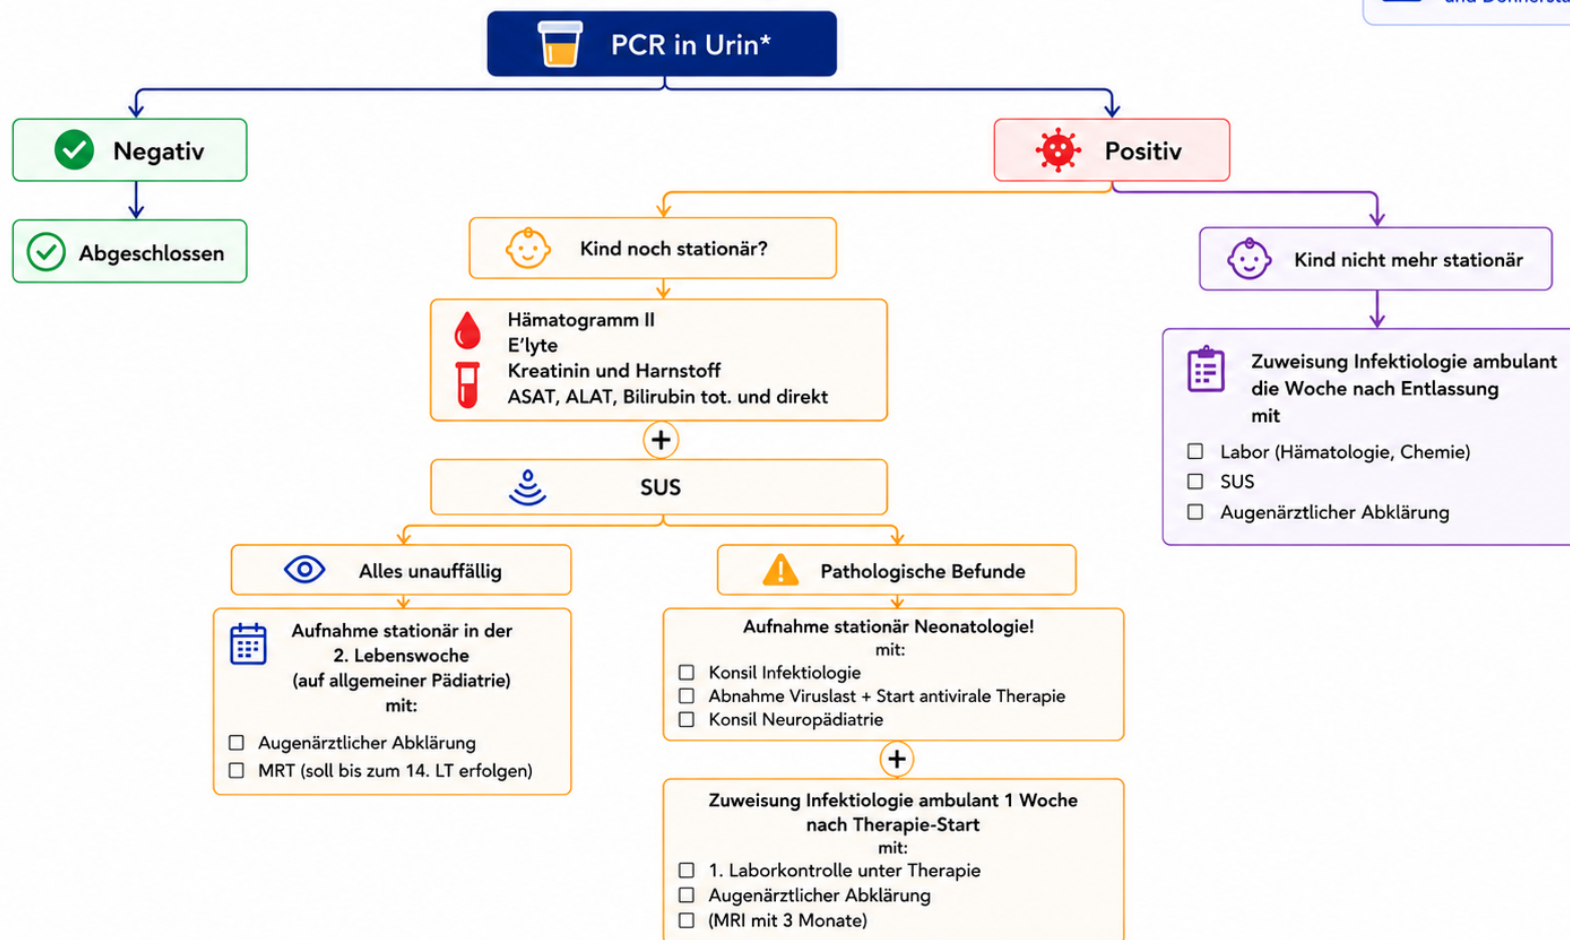 und Donnersta
PCR in Urin*
Negativ
Positiv
Abgeschlossen
Kind noch stationär?
Kind nicht mehr stationär
Hämatogramm II
E'lyte
Kreatinin und Harnstoff
ASAT, ALAT, Bilirubin tot. und direkt
+
SUS
Zuweisung Infektiologie ambulant
die Woche nach Entlassung
mit
Labor (Hämatologie, Chemie)
SUS
Augenärztlicher Abklärung
Alles unauffällig
Aufnahme stationär in der
2. Lebenswoche
(auf allgemeiner Pädiatrie)
mit:
Augenärztlicher Abklärung
MRT (soll bis zum 14. LT erfolgen)
Pathologische Befunde
Aufnahme stationär Neonatologie!
mit:
Konsil Infektiologie
Abnahme Viruslast + Start antivirale Therapie
Konsil Neuropädiatrie
+
Zuweisung Infektiologie ambulant 1 Woche
nach Therapie-Start
mit:
1. Laborkontrolle unter Therapie
Augenärztlicher Abklärung
(MRI mit 3 Monate)